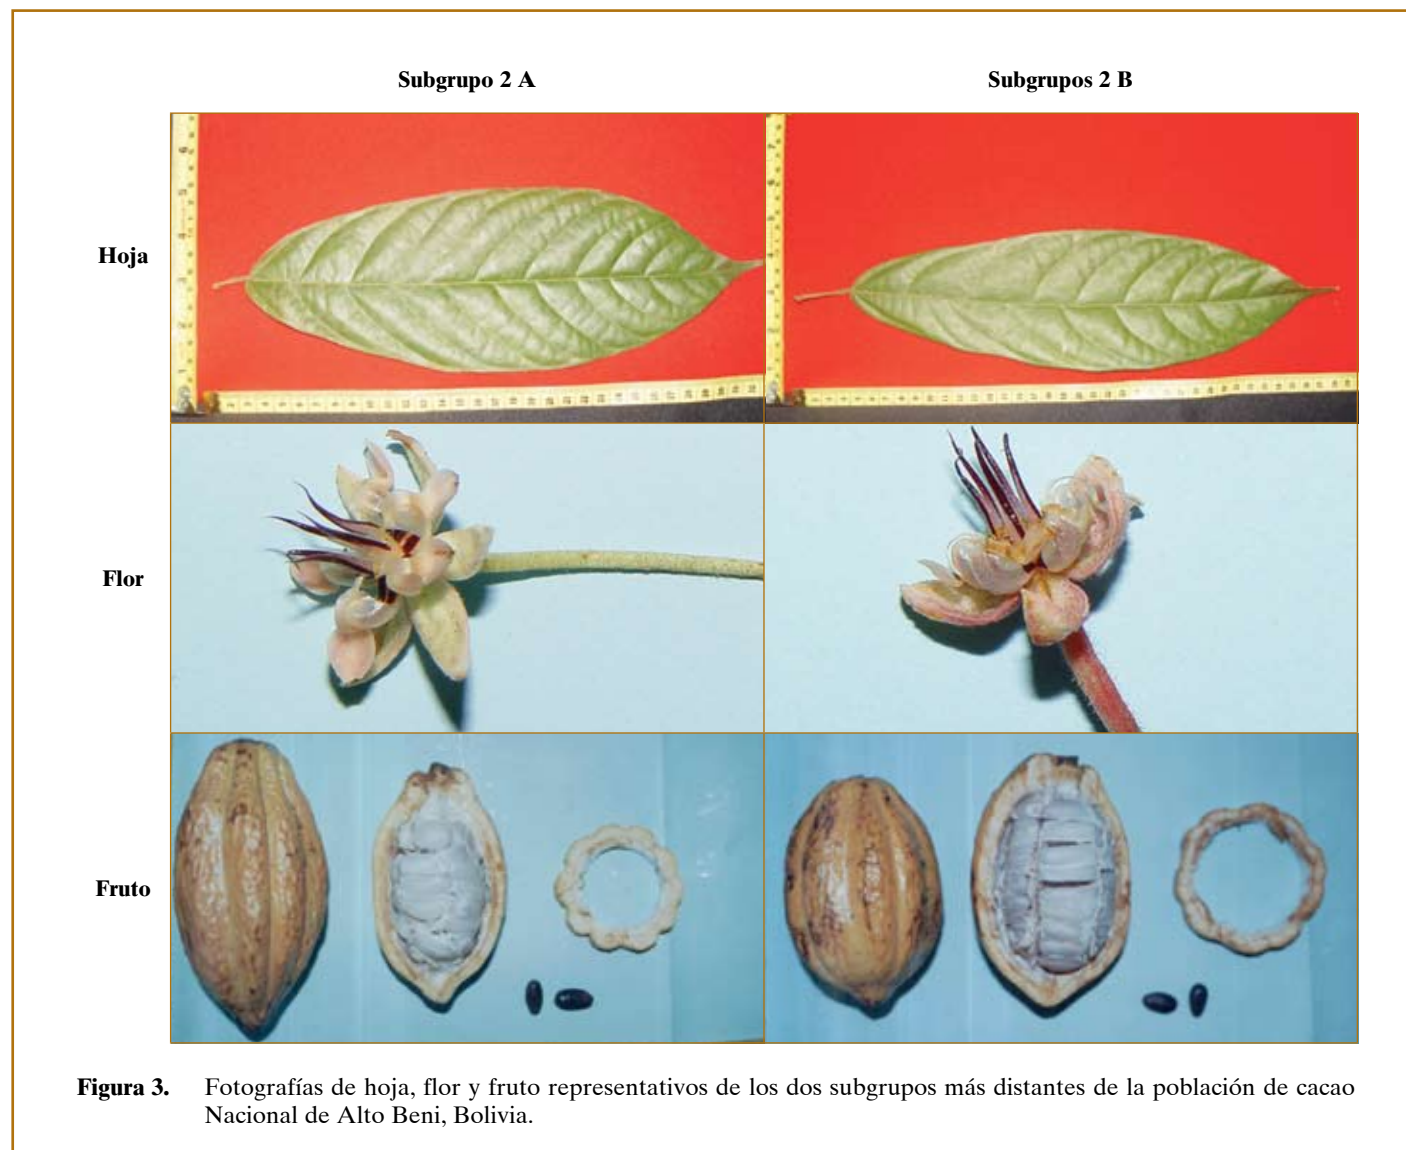 Subgrupo 2 A
Subgrupos 2 B
Hoja
Flor
Fruto
Figura 3. Fotografías de hoja, flor y fruto representativos de los dos subgrupos más distantes de la población de cacao
Nacional de Alto Beni, Bolivia.